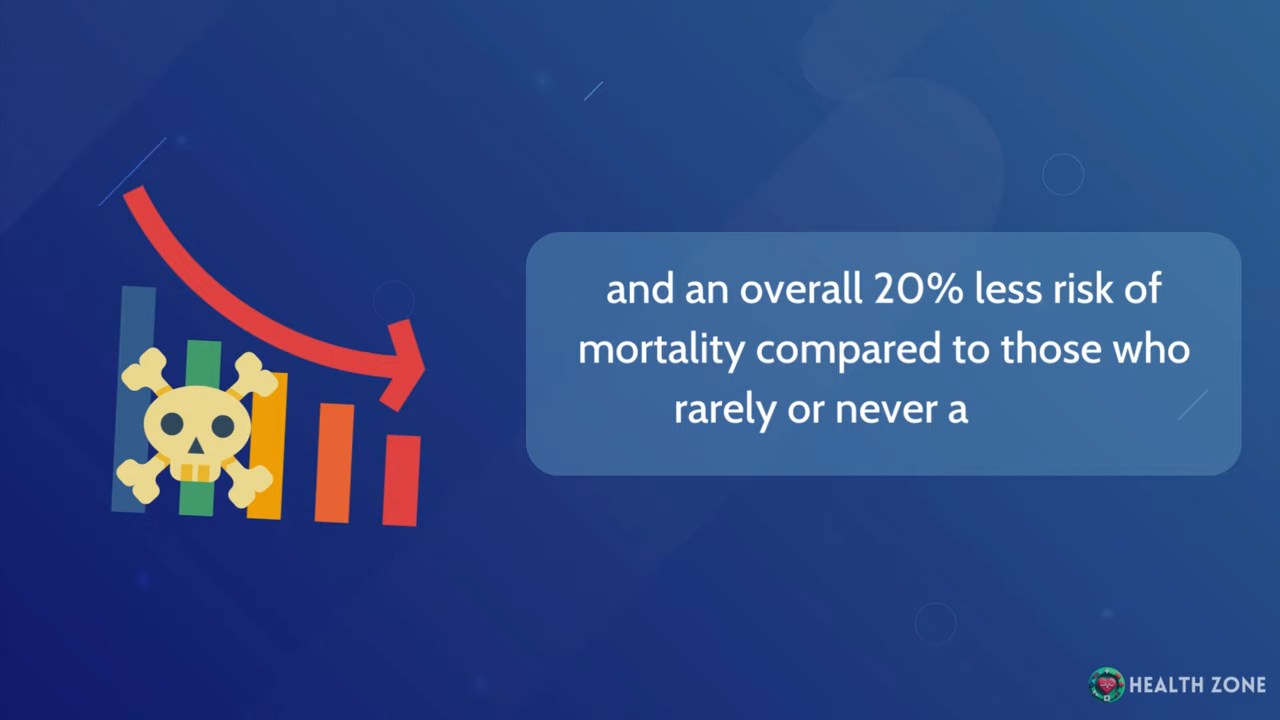 and an overall 20% less risk of
mortality compared to those who
rarely or never a
HEALTH ZONE